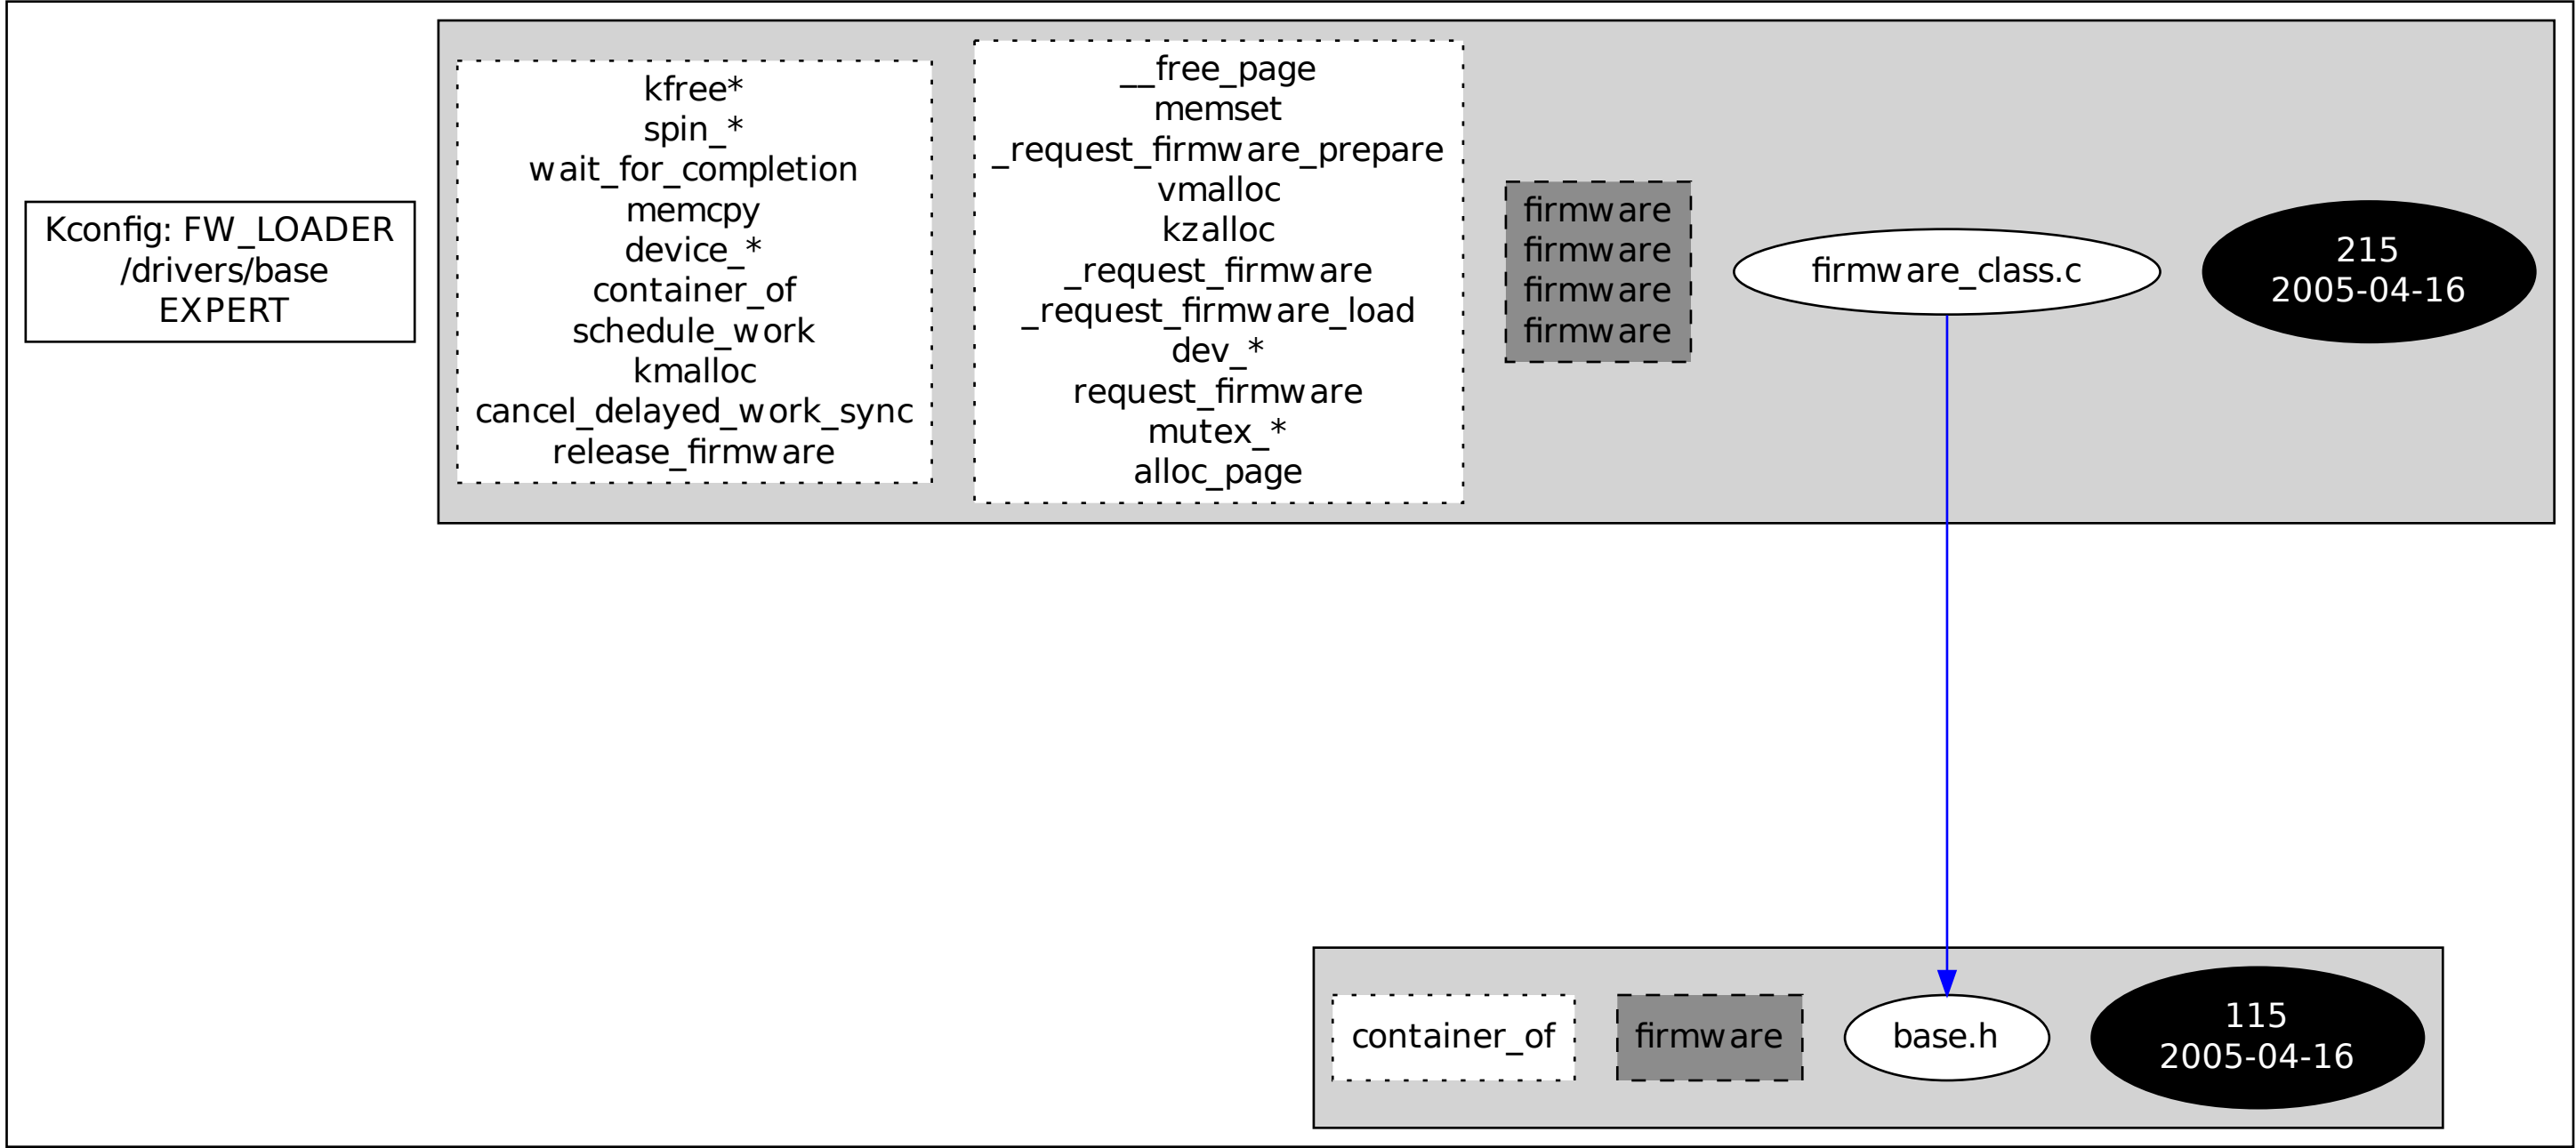 Kconfig: FW_LOADER
/drivers/base
EXPERT
kfree*
spin_*
wait_for_completion
memcpy
device_*
container_of
schedule_work
kmalloc
cancel_delayed_work_sync
release_firmware
__free_page
memset
_request_firmware_prepare
vmalloc
kzalloc
_request_firmware
_request_firmware_load
dev_*
request_firmware
mutex_*
alloc_page
firmware
firmware
firmware
firmware
firmware_class.c
215
2005-04-16
container_of
firmware
base.h
115
2005-04-16